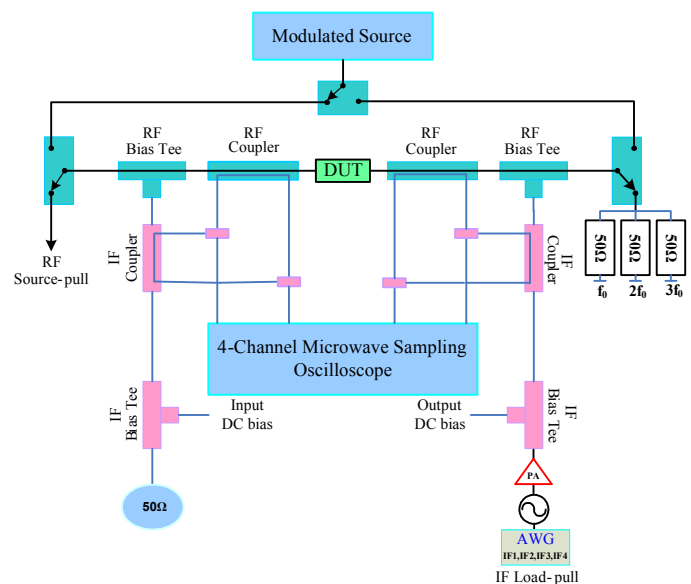 Modulated Source
RF
Bias Tee
RF
Coupler
RF
Coupler
RF
Bias Tee
DUT
RF
Source-pull
IF
Coupler
IF
Coupler
50Ω
50Ω
50Ω
f0
2f0
3f0
4-Channel Microwave Sampling
Oscilloscope
IF
Bias Tee
Input
DC bias
Output
DC bias
IF
Bias Tee
50Ω
PA
AWG
IF1,IF2,IF3,IF4
IF Load-pull